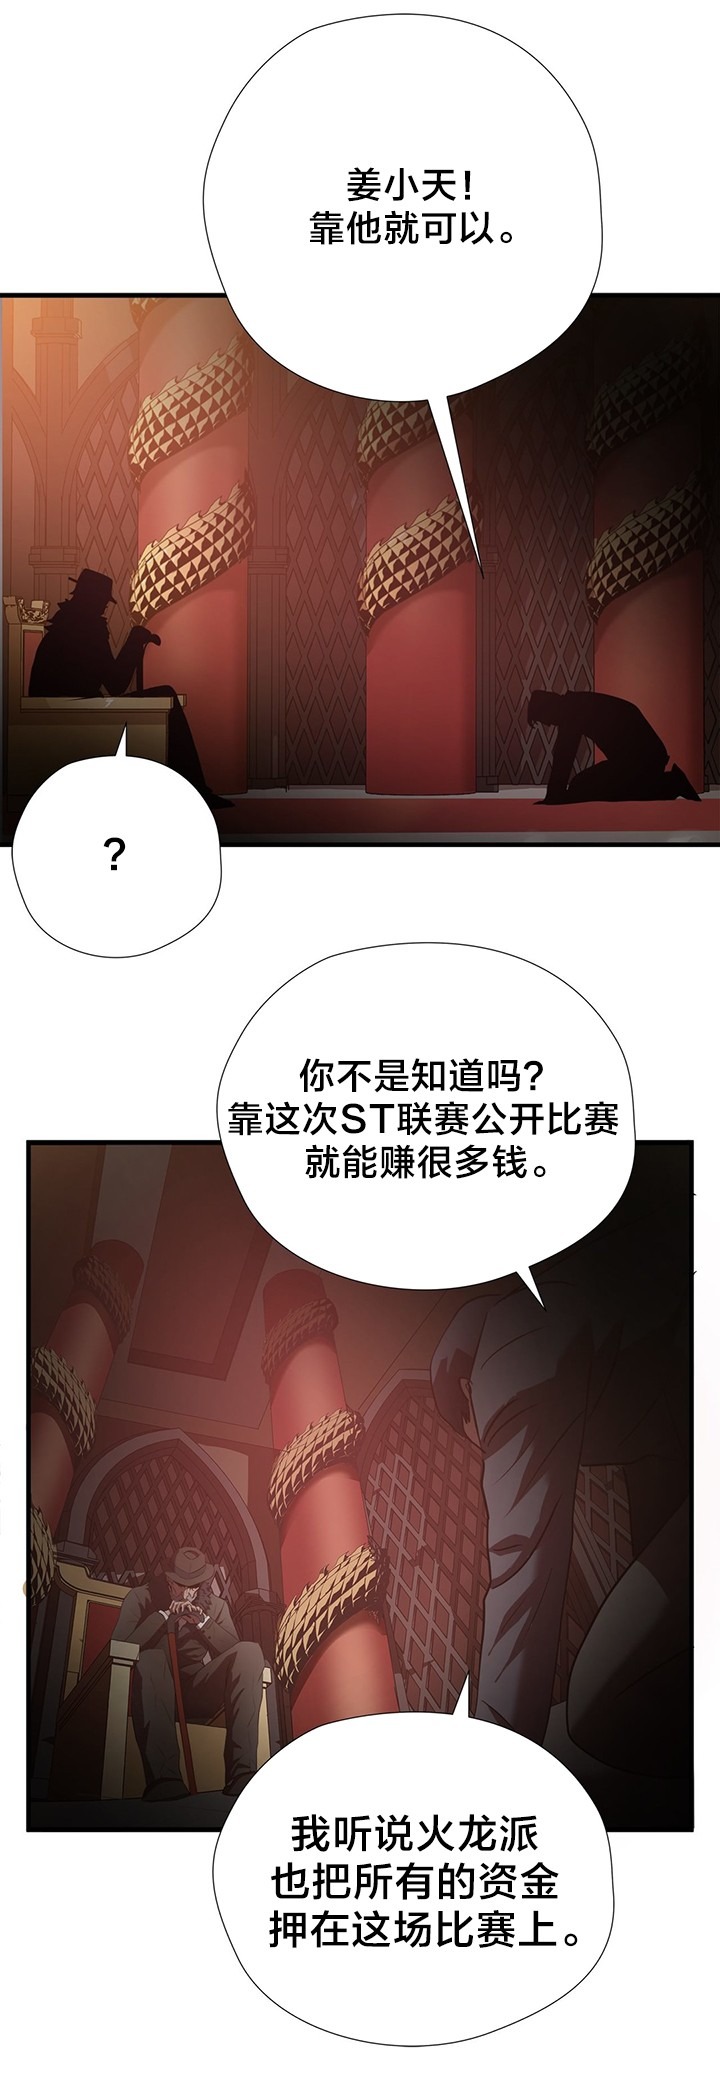 姜小天！
靠他就可以。
？
你不是知道吗？
靠这次ST联赛公开比赛
就能赚很多钱。
我听说火龙派
也把所有的资金
押在这场比赛上。